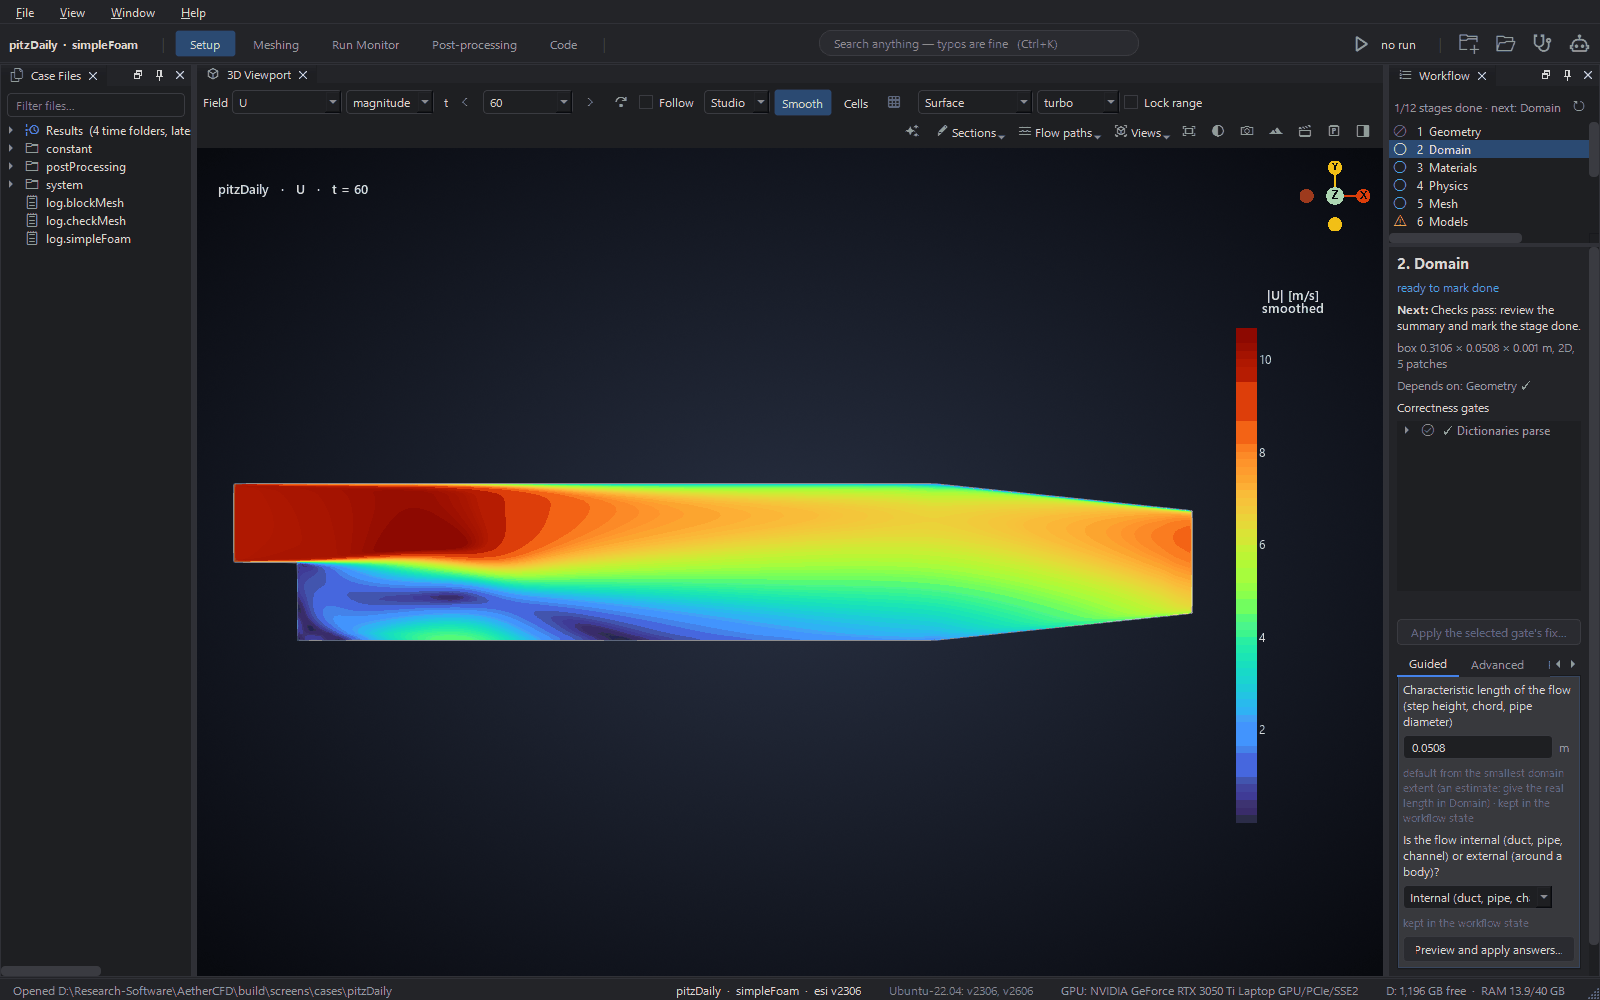 File View Window Help
pitzDaily · simpleFoam Setup Meshing Run Monitor Post-processing Code Search anything — typos are fine (Ctrl+K) no run
Case Files
Filter files...
Results (4 time folders, late
constant
postProcessing
system
log.blockMesh
log.checkMesh
log.simpleFoam
3D Viewport
Field U magnitude t 60 Follow Studio Smooth Cells Surface turbo Lock range
Sections Flow paths Views
pitzDaily · U · t = 60
Y
Z X
|U| [m/s]
smoothed
10
8
6
4
2
Workflow
1/12 stages done · next: Domain
1 Geometry
2 Domain
3 Materials
4 Physics
5 Mesh
6 Models
2. Domain
ready to mark done
Next: Checks pass: review the
summary and mark the stage done.
box 0.3106 × 0.0508 × 0.001 m, 2D,
5 patches
Depends on: Geometry ✓
Correctness gates
✓ Dictionaries parse
Apply the selected gate's fix...
Guided Advanced
Characteristic length of the flow
(step height, chord, pipe
diameter)
0.0508 m
default from the smallest domain
extent (an estimate: give the real
length in Domain) · kept in the
workflow state
Is the flow internal (duct, pipe,
channel) or external (around a
body)?
Internal (duct, pipe, ch
kept in the workflow state
Preview and apply answers...
Opened D:\Research-Software\AetherCFD\build\screens\cases\pitzDaily pitzDaily · simpleFoam · esi v2306 Ubuntu-22.04: v2306, v2606 GPU: NVIDIA GeForce RTX 3050 Ti Laptop GPU/PCIe/SSE2 D: 1,196 GB free · RAM 13.9/40 GB